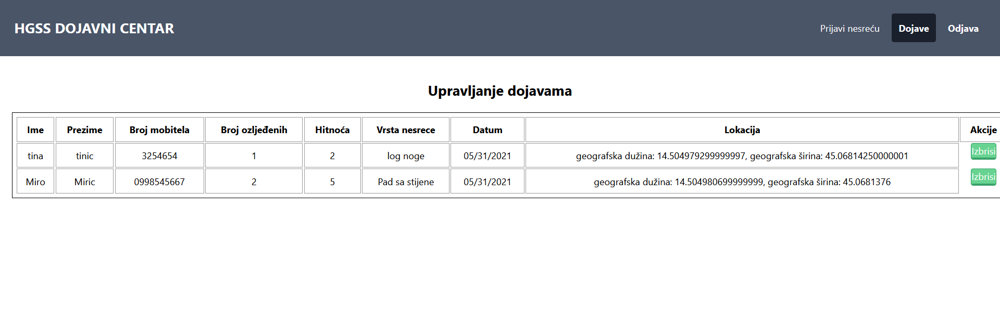 HGSS DOJAVNI CENTAR Prijavi nesreću Dojave Odjava
Upravljanje dojavama
Ime Prezime Broj mobitela Broj ozljeđenih Hitnoća Vrsta nesrece Datum Lokacija Akcije
tina tinic 3254654 1 2 log noge 05/31/2021 geografska dužina: 14.504979299999997, geografska širina: 45.06814250000001 Izbrisi
Miro Miric 0998545667 2 5 Pad sa stijene 05/31/2021 geografska dužina: 14.504980699999999, geografska širina: 45.0681376 Izbrisi